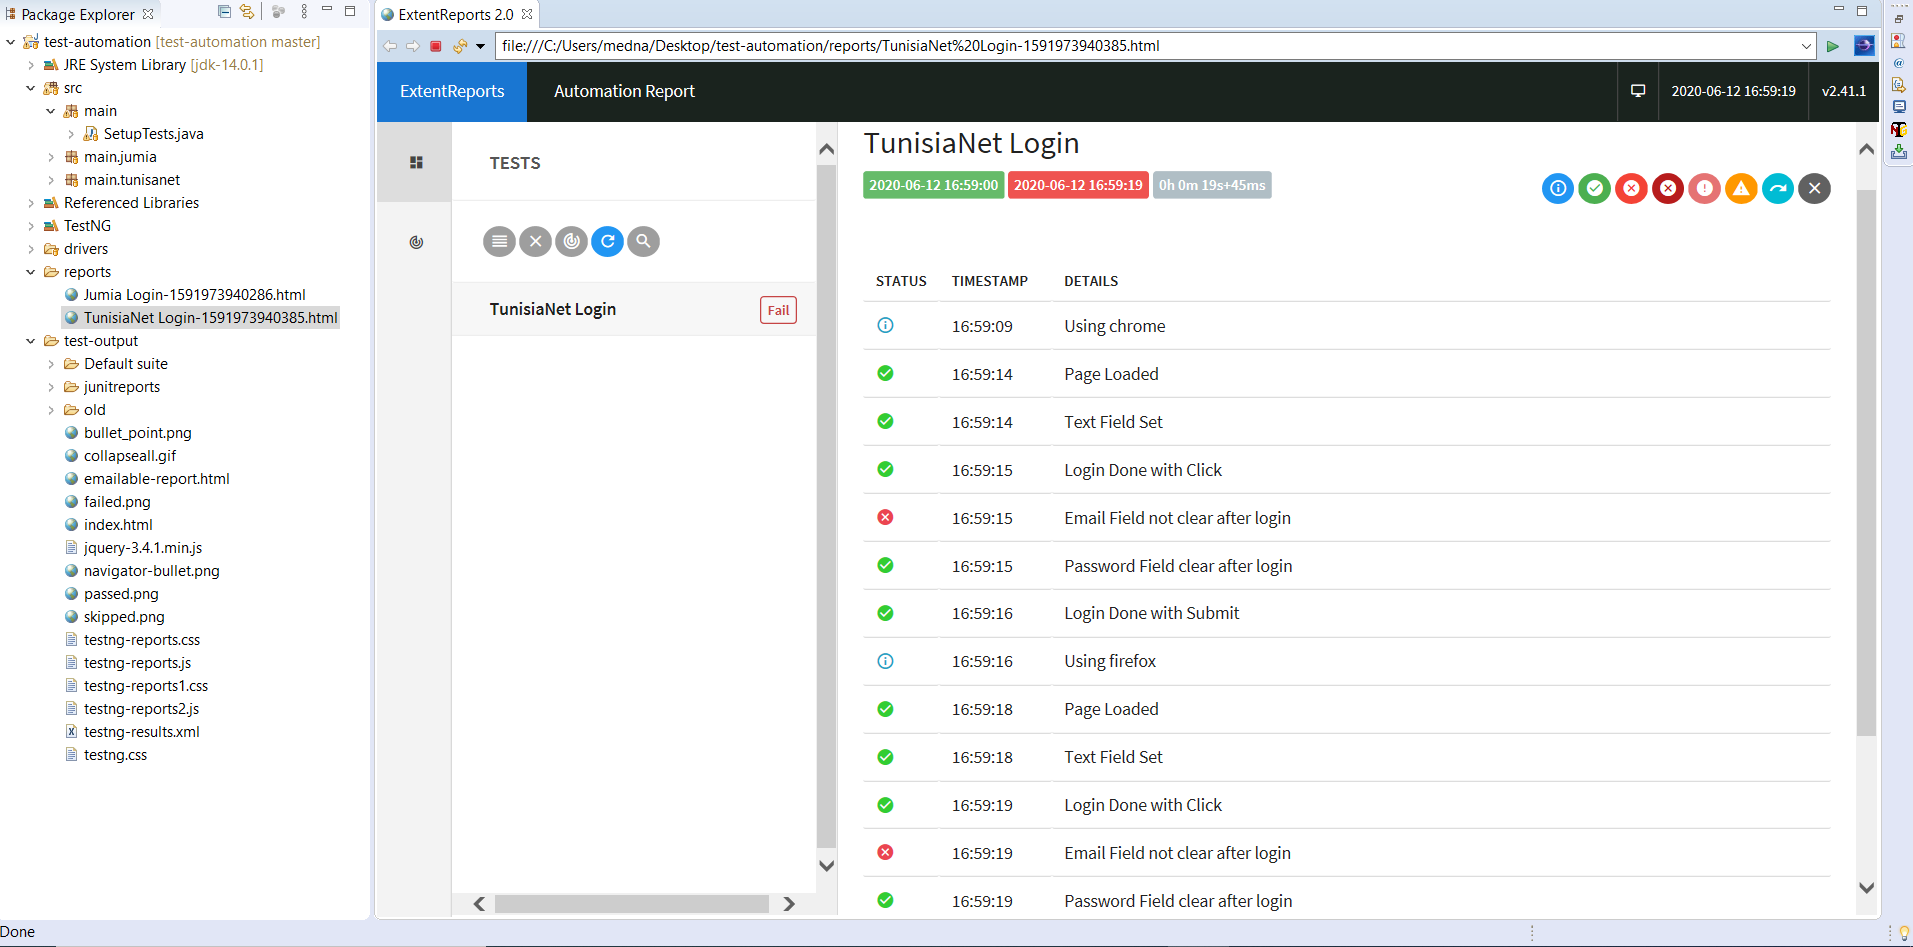 Package Explorer
test-automation [test-automation master]
JRE System Library [jdk-14.0.1]
src
main
SetupTests.java
main.jumia
main.tunisanet
Referenced Libraries
TestNG
drivers
reports
Jumia Login-1591973940286.html
TunisiaNet Login-1591973940385.html
test-output
Default suite
junitreports
old
bullet_point.png
collapseall.gif
emailable-report.html
failed.png
index.html
jquery-3.4.1.min.js
navigator-bullet.png
passed.png
skipped.png
testng-reports.css
testng-reports.js
testng-reports1.css
testng-reports2.js
testng-results.xml
testng.css
ExtentReports 2.0
file:///C:/Users/medna/Desktop/test-automation/reports/TunisiaNet%20Login-1591973940385.html
ExtentReports Automation Report 2020-06-12 16:59:19 v2.41.1
TESTS
TunisiaNet Login Fail
TunisiaNet Login
2020-06-12 16:59:00 2020-06-12 16:59:19 0h 0m 19s+45ms
STATUS TIMESTAMP DETAILS
16:59:09 Using chrome
16:59:14 Page Loaded
16:59:14 Text Field Set
16:59:15 Login Done with Click
16:59:15 Email Field not clear after login
16:59:15 Password Field clear after login
16:59:16 Login Done with Submit
16:59:16 Using firefox
16:59:18 Page Loaded
16:59:18 Text Field Set
16:59:19 Login Done with Click
16:59:19 Email Field not clear after login
16:59:19 Password Field clear after login
Done